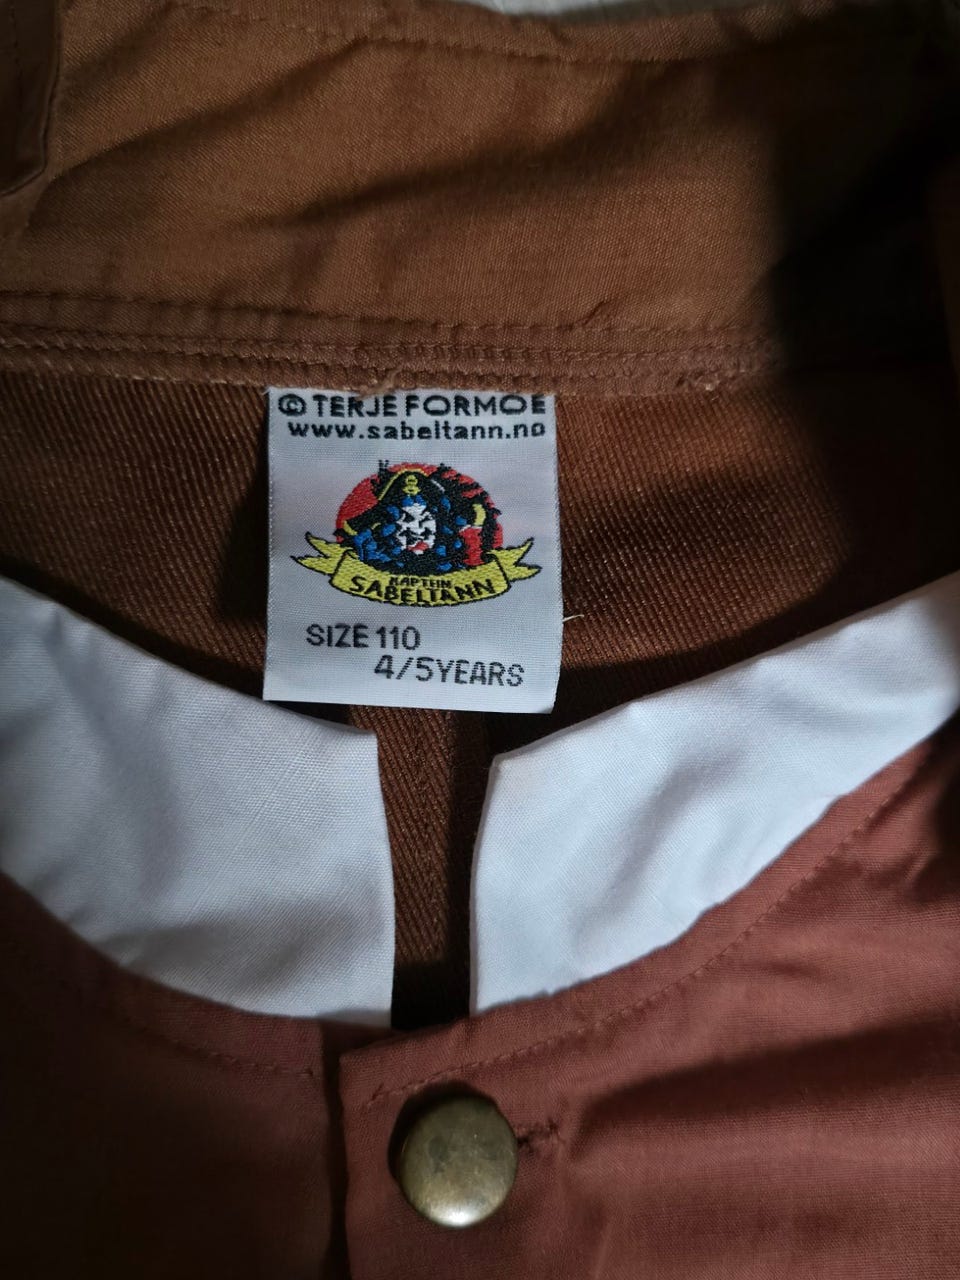 © TERJE FORMOE
www.sabeltann.no
KAPTEIN
SABELTANN
SIZE 110
4/5YEARS